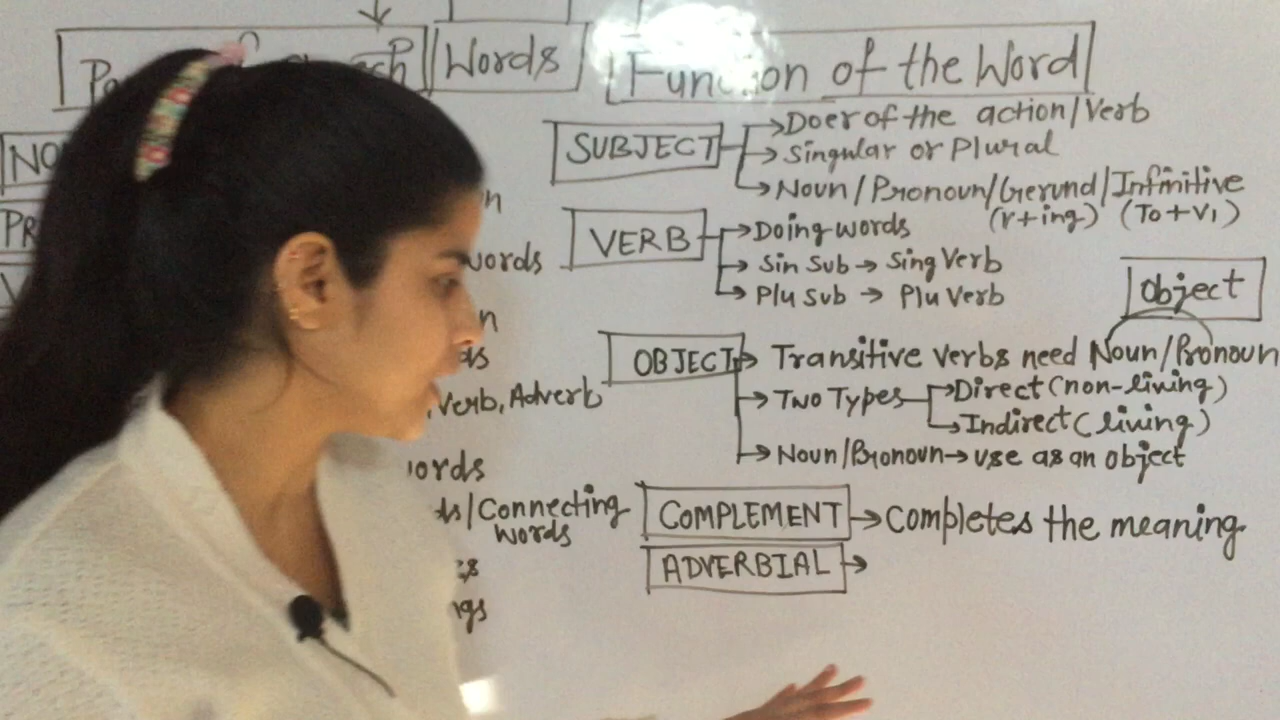 Words
Function of the Word
SUBJECT
Doer of the action/Verb
Singular or Plural
Noun/Pronoun/Gerund/Infinitive
(V+ing) (To+V1)
VERB
Doing words
Sin Sub → Sing Verb
Plu Sub → Plu Verb
Object
OBJECT
Transitive verbs need Noun/Pronoun
Two Types
Direct (non-living)
Indirect (living)
Noun/Pronoun → use as an object
COMPLEMENT → Completes the meaning
ADVERBIAL →
words
Verb, Adverb
/Connecting
words